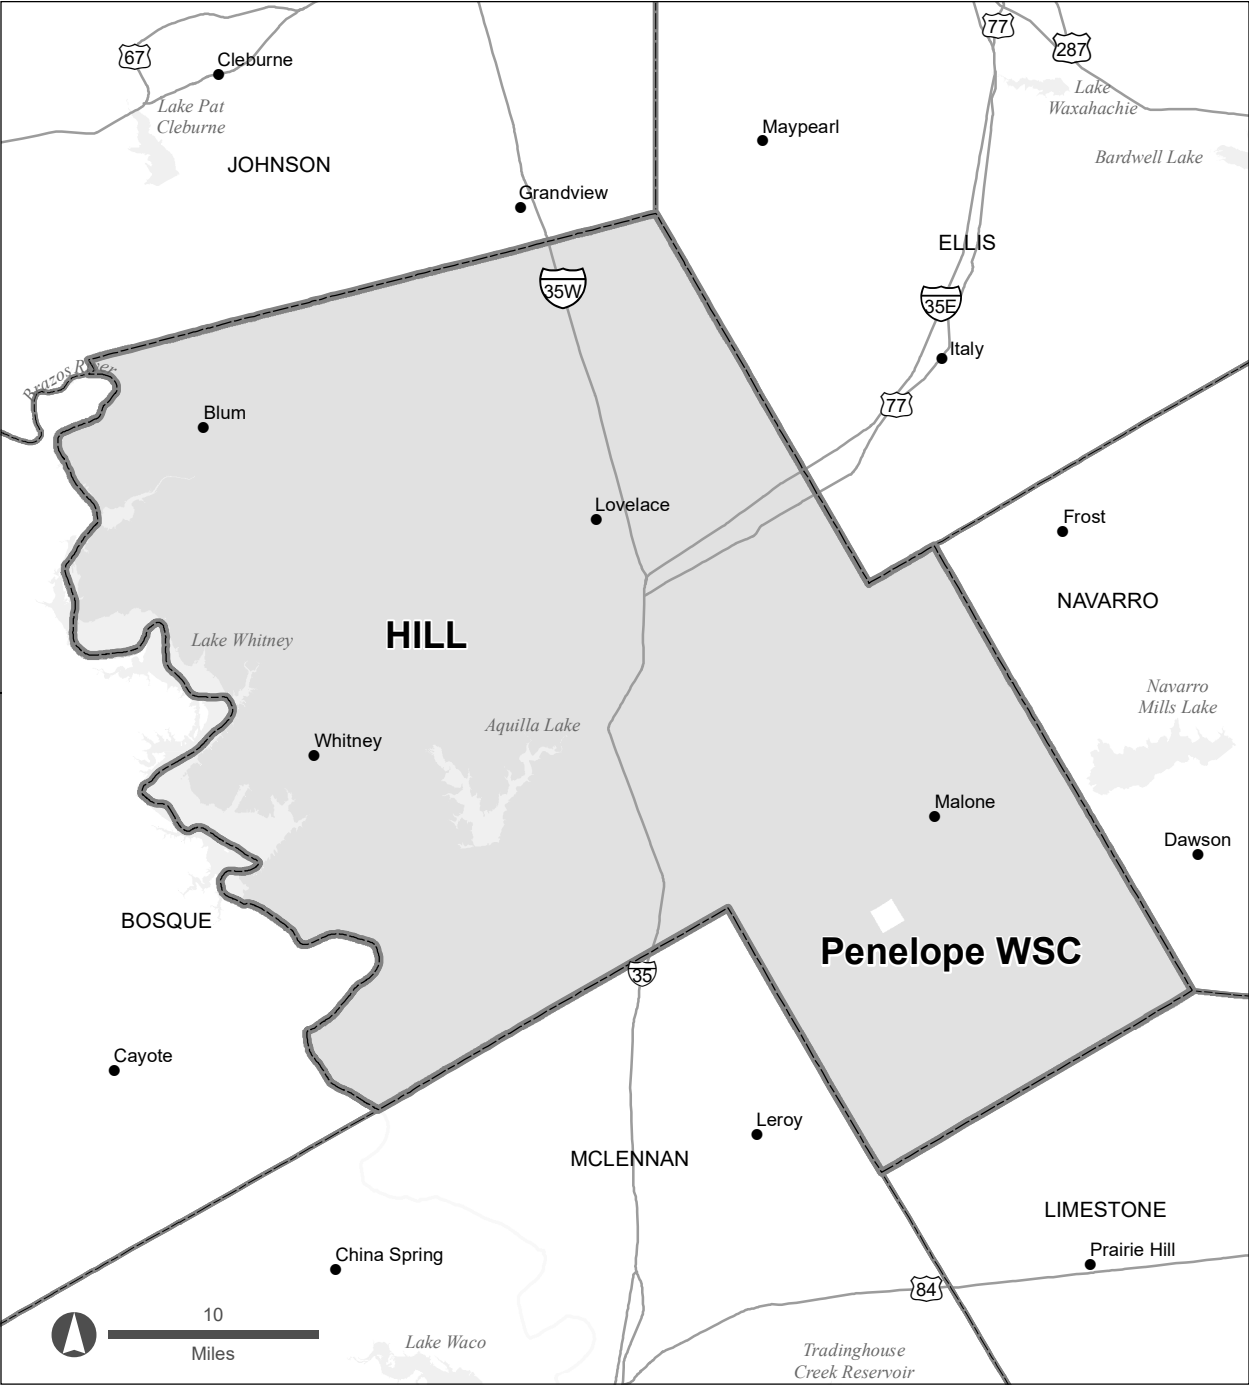 77
67
287
Cleburne
Lake
Waxahachie
Lake Pat
Cleburne
Maypearl
Bardwell Lake
JOHNSON
Grandview
ELLIS
35W
35E
Italy
Brazos River
77
Blum
Lovelace
Frost
NAVARRO
HILL
Lake Whitney
Navarro
Mills Lake
Aquilla Lake
Whitney
Malone
Dawson
BOSQUE
Penelope WSC
35
Cayote
Leroy
MCLENNAN
LIMESTONE
China Spring
Prairie Hill
84
10
Miles
Lake Waco
Tradinghouse
Creek Reservoir